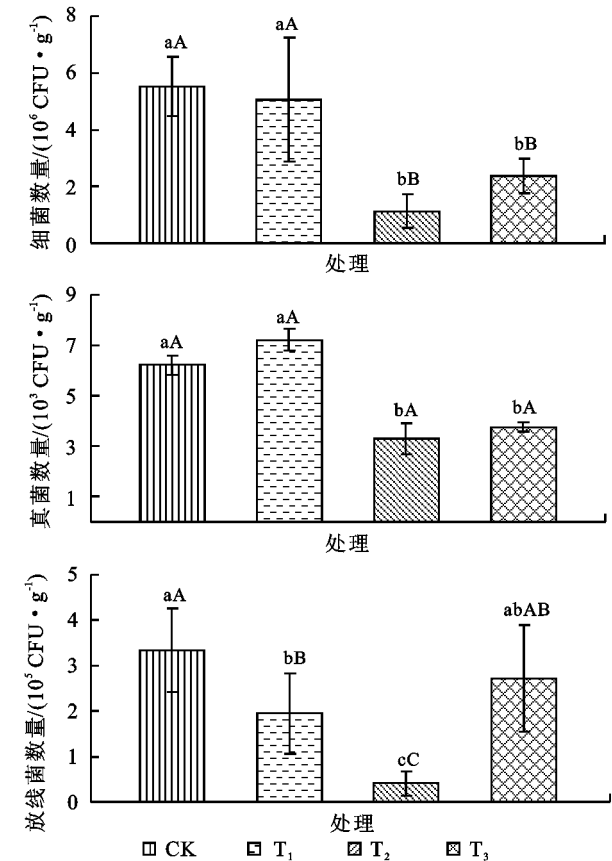 细菌数量/(10⁶ CFU·g⁻¹)
8
6
4
2
0
aA
aA
bB
bB
处理
真菌数量/(10³ CFU·g⁻¹)
9
7
5
3
1
aA
aA
bA
bA
处理
放线菌数量/(10⁵ CFU·g⁻¹)
5
4
3
2
1
0
aA
bB
cC
abAB
处理
CK T₁ T₂ T₃